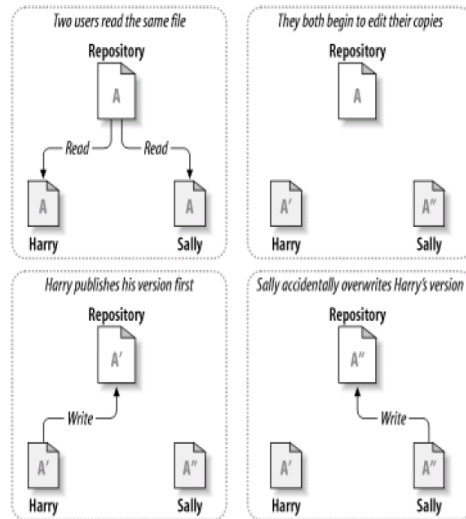 Two users read the same file
Repository
A
Read
Read
A
A
Harry
Sally
They both begin to edit their copies
Repository
A
A'
A"
Harry
Sally
Harry publishes his version first
Repository
A'
Write
A'
A"
Harry
Sally
Sally accidentally overwrites Harry's version
Repository
A"
Write
A'
A"
Harry
Sally